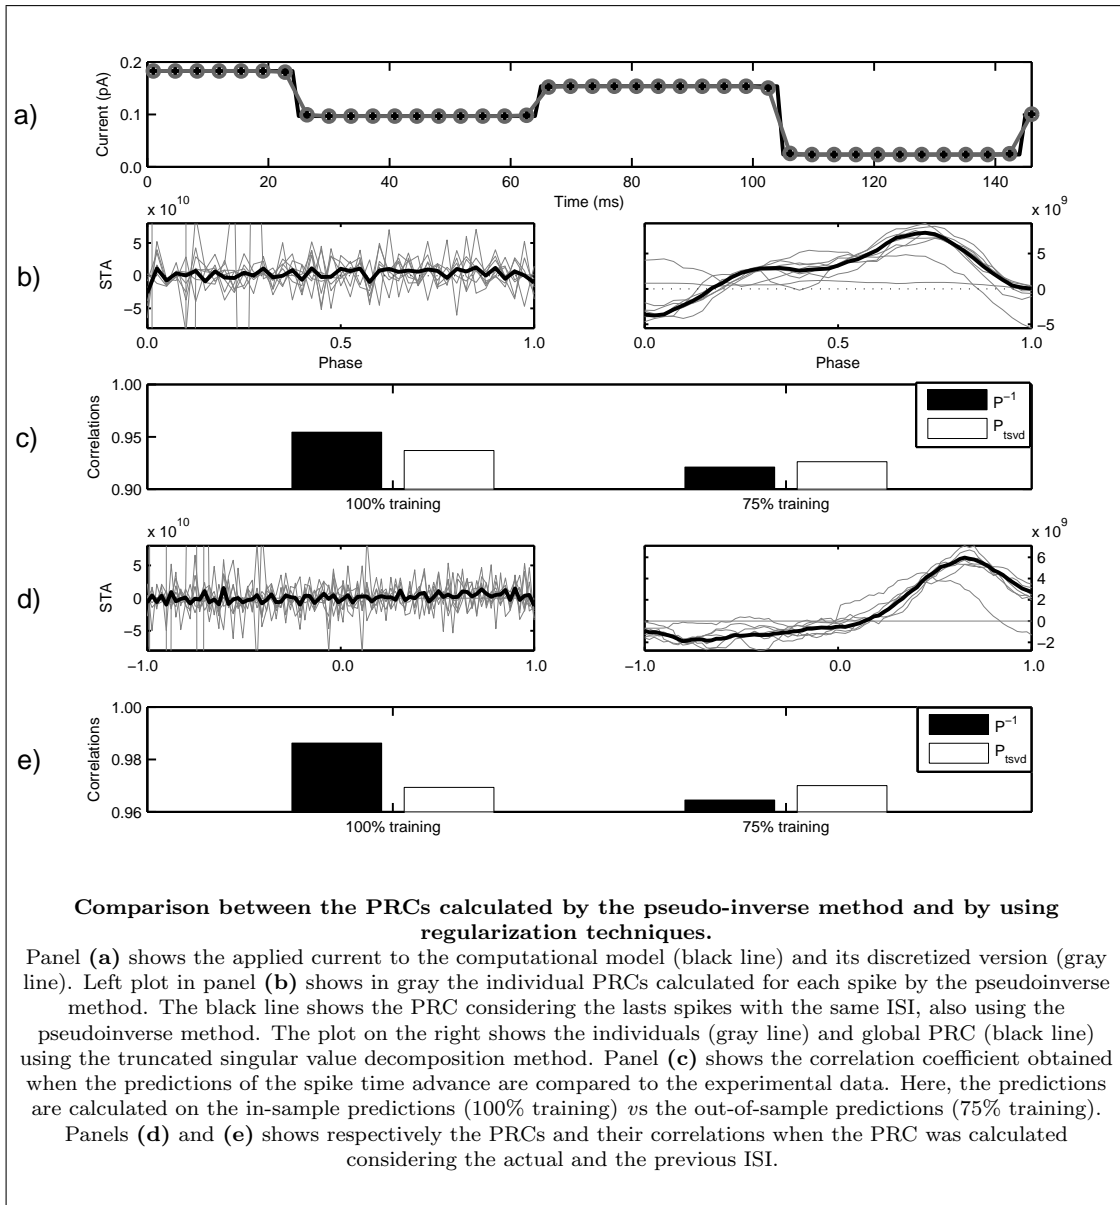 a)
Current (pA)
0.2
0.1
0.0
0 20 40 60 80 100 120 140
Time (ms)
b)
x 10^10
STA
5
0
−5
0.0 0.5 1.0
Phase
x 10^9
5
0
−5
0.0 0.5 1.0
Phase
c)
Correlations
1.00
0.95
0.90
100% training 75% training
P^−1
P_tsvd
d)
x 10^10
STA
5
0
−5
−1.0 0.0 1.0
x 10^9
6
4
2
0
−2
−1.0 0.0 1.0
e)
Correlations
1.00
0.98
0.96
100% training 75% training
P^−1
P_tsvd
Comparison between the PRCs calculated by the pseudo-inverse method and by using
regularization techniques.
Panel (a) shows the applied current to the computational model (black line) and its discretized version (gray
line). Left plot in panel (b) shows in gray the individual PRCs calculated for each spike by the pseudoinverse
method. The black line shows the PRC considering the lasts spikes with the same ISI, also using the
pseudoinverse method. The plot on the right shows the individuals (gray line) and global PRC (black line)
using the truncated singular value decomposition method. Panel (c) shows the correlation coefficient obtained
when the predictions of the spike time advance are compared to the experimental data. Here, the predictions
are calculated on the in-sample predictions (100% training) vs the out-of-sample predictions (75% training).
Panels (d) and (e) shows respectively the PRCs and their correlations when the PRC was calculated
considering the actual and the previous ISI.